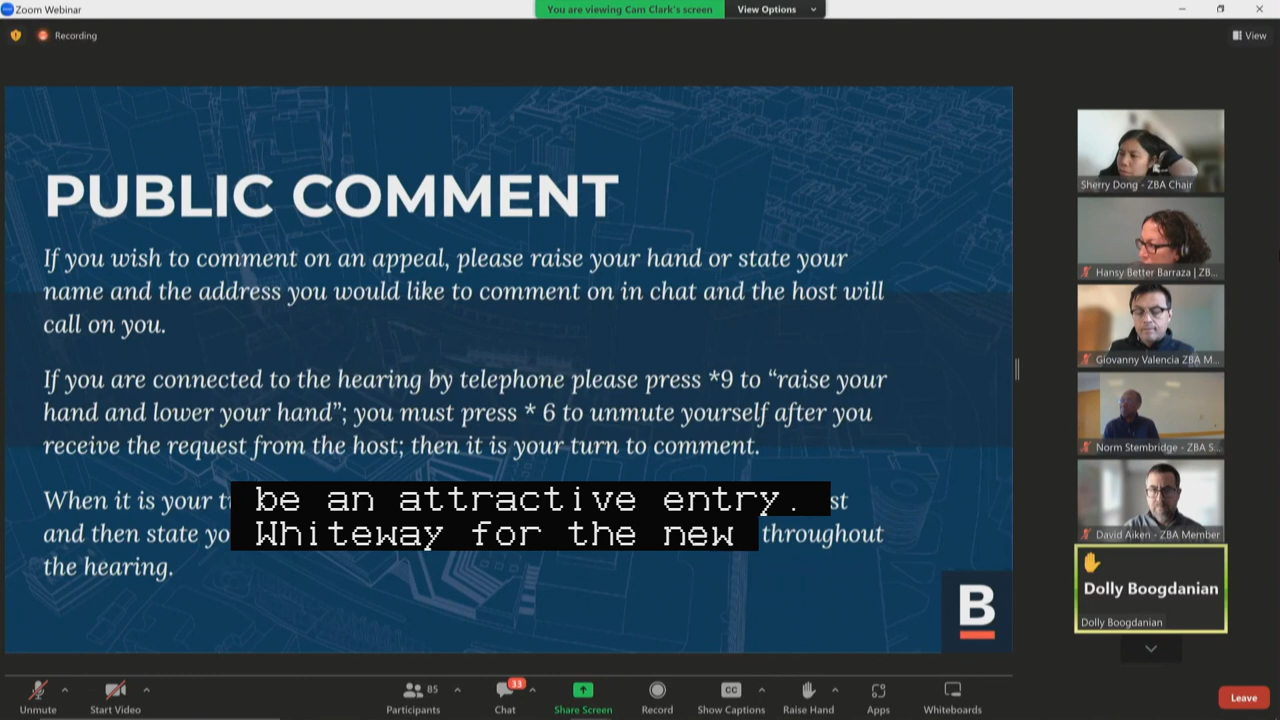 Zoom Webinar
You are viewing Cam Clark's screen
View Options
Recording
View
PUBLIC COMMENT
If you wish to comment on an appeal, please raise your hand or state your
name and the address you would like to comment on in chat and the host will
call on you.
If you are connected to the hearing by telephone please press *9 to “raise your
hand and lower your hand”; you must press * 6 to unmute yourself after you
receive the request from the host; then it is your turn to comment.
When it is your t
st
and then state yo
throughout
the hearing.
be an attractive entry.
Whiteway for the new
B
Sherry Dong - ZBA Chair
Hansy Better Barraza | ZB...
Giovanny Valencia ZBA M...
Norm Stembridge - ZBA S...
David Aiken - ZBA Member
Dolly Boogdanian
Dolly Boogdanian
Unmute
Start Video
85
Participants
33
Chat
Share Screen
Record
CC
Show Captions
Raise Hand
Apps
Whiteboards
Leave